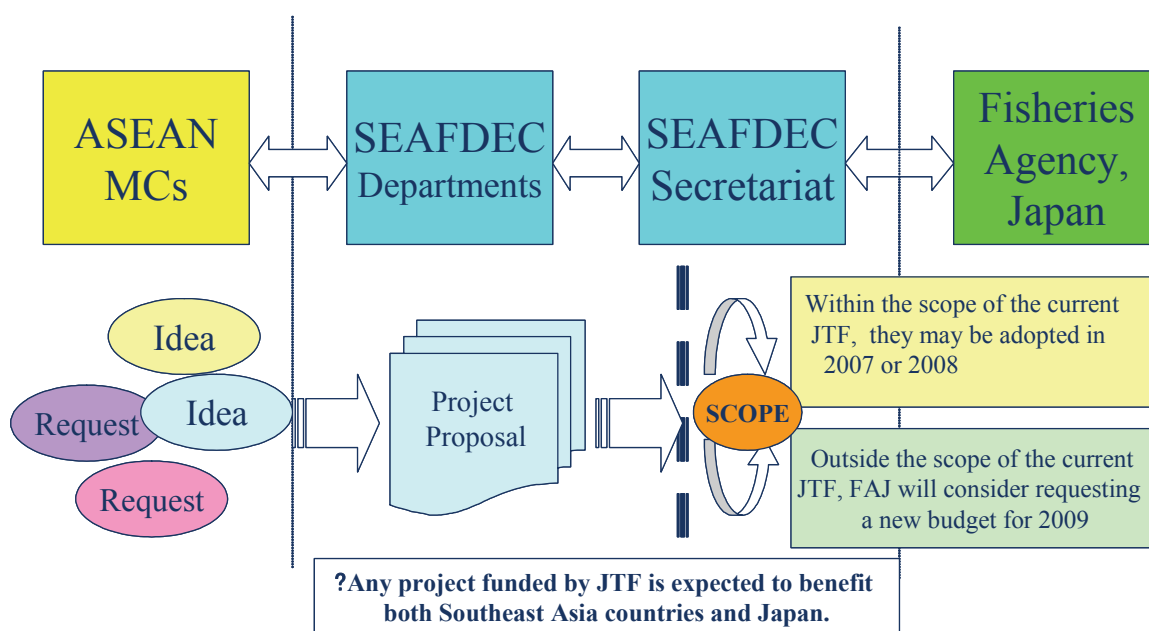 ASEAN
MCs
SEAFDEC
Departments
SEAFDEC
Secretariat
Fisheries
Agency,
Japan
Idea
Idea
Request
Request
Project
Proposal
SCOPE
Within the scope of the current
JTF, they may be adopted in
2007 or 2008
Outside the scope of the current
JTF, FAJ will consider requesting
a new budget for 2009
?Any project funded by JTF is expected to benefit
both Southeast Asia countries and Japan.